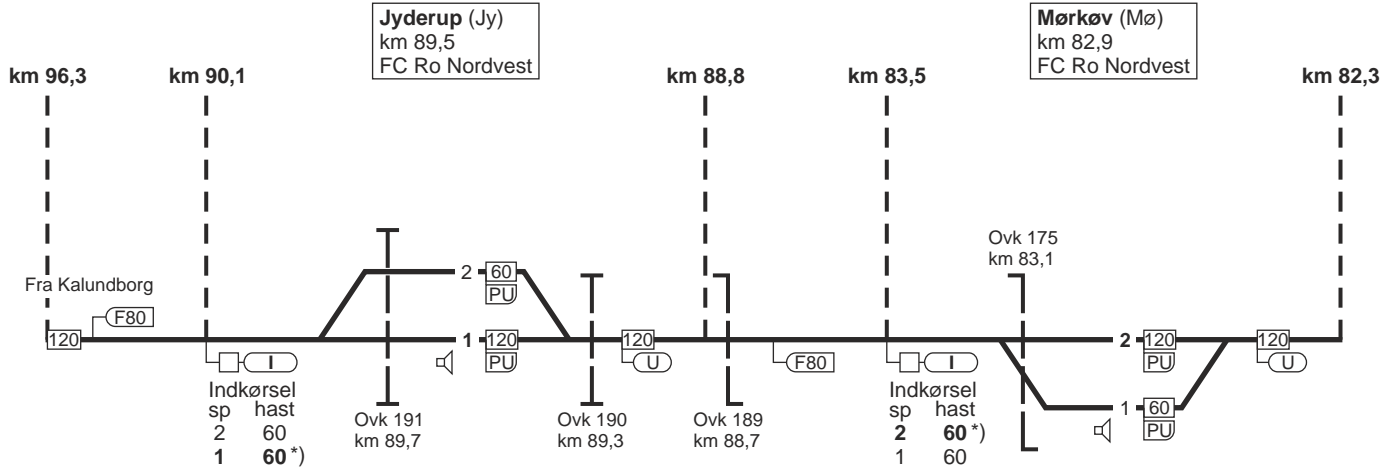 Jyderup (Jy)
km 89,5
FC Ro Nordvest
Mørkøv (Mø)
km 82,9
FC Ro Nordvest
km 96,3
km 90,1
km 88,8
km 83,5
km 82,3
Ovk 175
km 83,1
Fra Kalundborg
2
60
PU
F80
120
1
120
PU
120
U
F80
2
120
PU
120
U
I
Indkørsel
sp hast
2 60
1 60 *)
Ovk 191
km 89,7
Ovk 190
km 89,3
Ovk 189
km 88,7
I
Indkørsel
sp hast
2 60 *)
1 60
1
60
PU